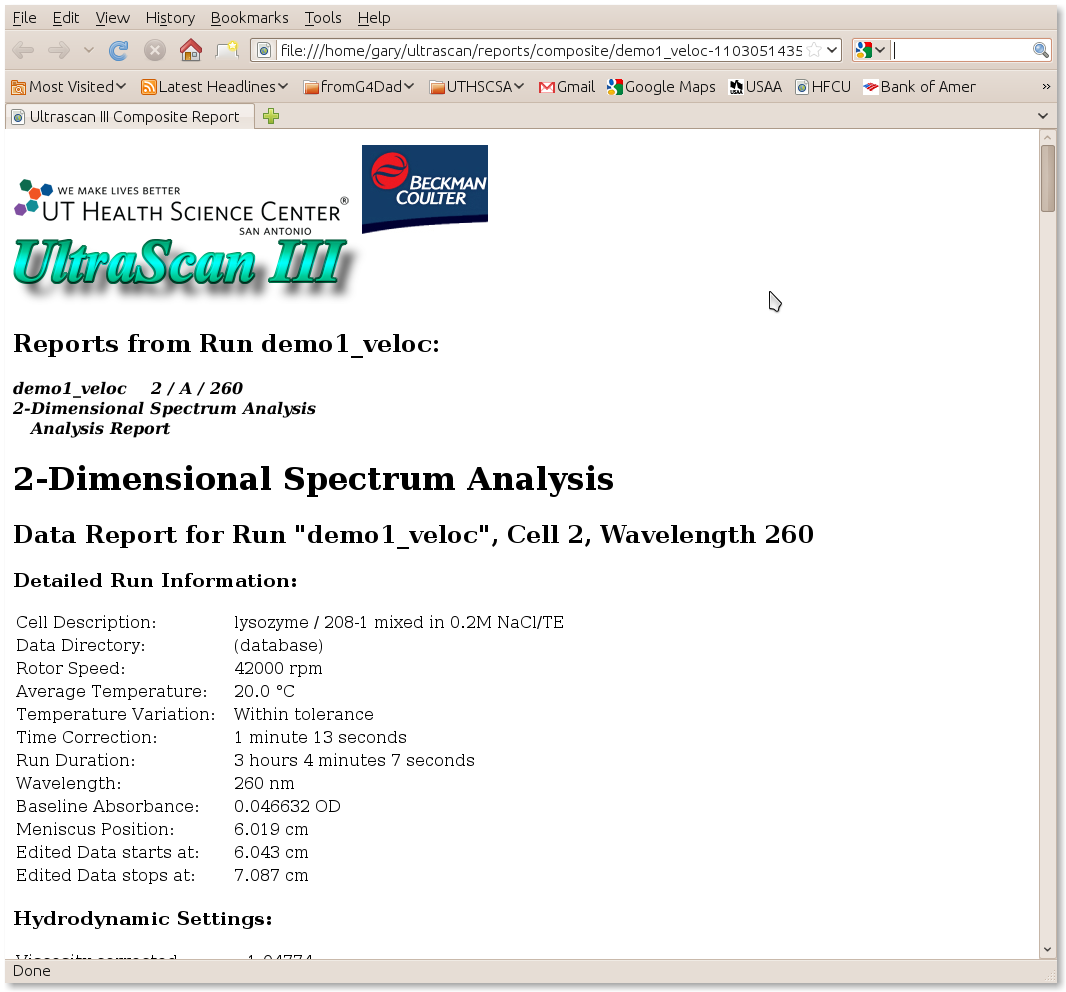 File Edit View History Bookmarks Tools Help
file:///home/gary/ultrascan/reports/composite/demo1_veloc-1103051435
Most Visited Latest Headlines fromG4Dad UTHSCSA Gmail Google Maps USAA HFCU Bank of Amer »
Ultrascan III Composite Report
WE MAKE LIVES BETTER
UT HEALTH SCIENCE CENTER®
SAN ANTONIO
BECKMAN
COULTER
UltraScan III
Reports from Run demo1_veloc:
demo1_veloc 2 / A / 260
2-Dimensional Spectrum Analysis
Analysis Report
2-Dimensional Spectrum Analysis
Data Report for Run "demo1_veloc", Cell 2, Wavelength 260
Detailed Run Information:
Cell Description: lysozyme / 208-1 mixed in 0.2M NaCl/TE
Data Directory: (database)
Rotor Speed: 42000 rpm
Average Temperature: 20.0 °C
Temperature Variation: Within tolerance
Time Correction: 1 minute 13 seconds
Run Duration: 3 hours 4 minutes 7 seconds
Wavelength: 260 nm
Baseline Absorbance: 0.046632 OD
Meniscus Position: 6.019 cm
Edited Data starts at: 6.043 cm
Edited Data stops at: 7.087 cm
Hydrodynamic Settings:
Done